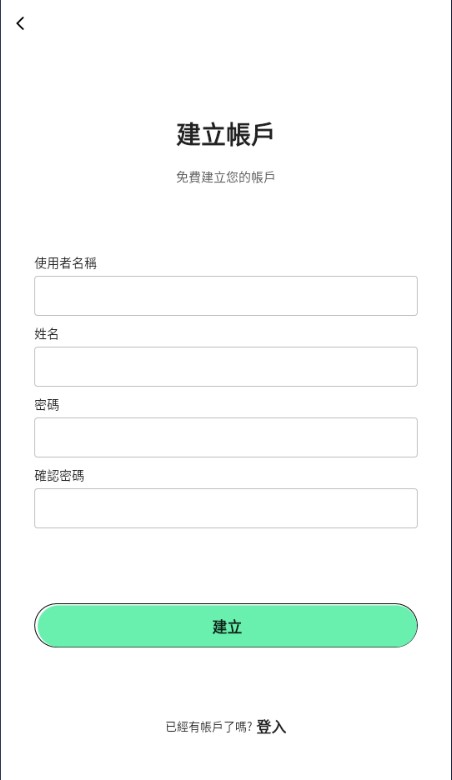 建立帳戶
免費建立您的帳戶
使用者名稱
姓名
密碼
確認密碼
建立
已經有帳戶了嗎? 登入